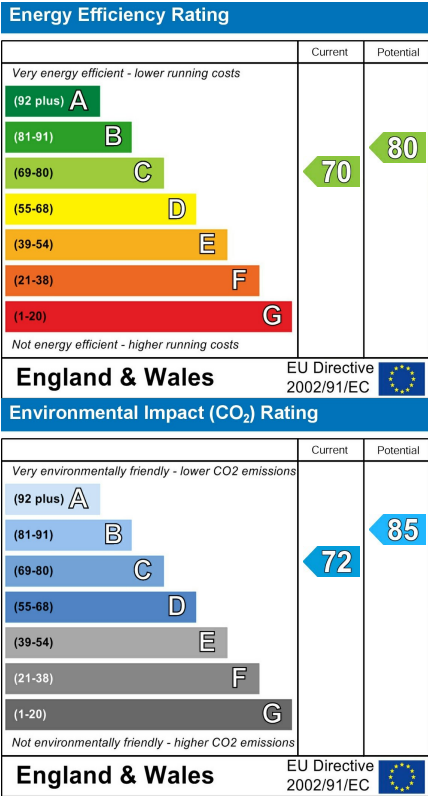 Energy Efficiency Rating
Current Potential
Very energy efficient - lower running costs
(92 plus) A
(81-91) B
(69-80) C
(55-68) D
(39-54) E
(21-38) F
(1-20) G
70
80
Not energy efficient - higher running costs
England & Wales
EU Directive
2002/91/EC
Environmental Impact (CO₂) Rating
Current Potential
Very environmentally friendly - lower CO2 emissions
(92 plus) A
(81-91) B
(69-80) C
(55-68) D
(39-54) E
(21-38) F
(1-20) G
72
85
Not environmentally friendly - higher CO2 emissions
England & Wales
EU Directive
2002/91/EC